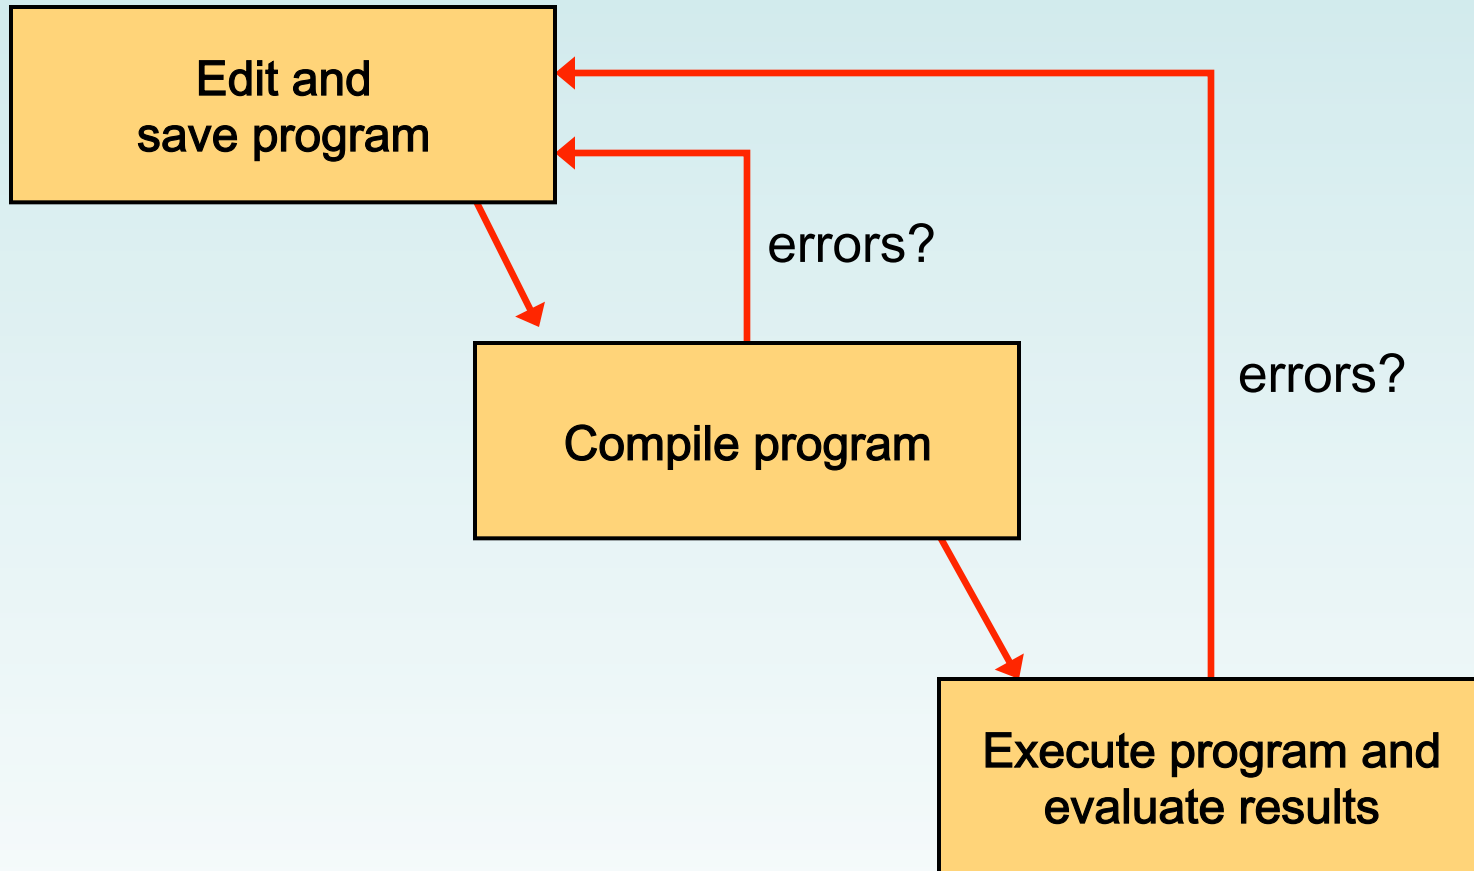 Edit and
save program
errors?
errors?
Compile program
Execute program and
evaluate results